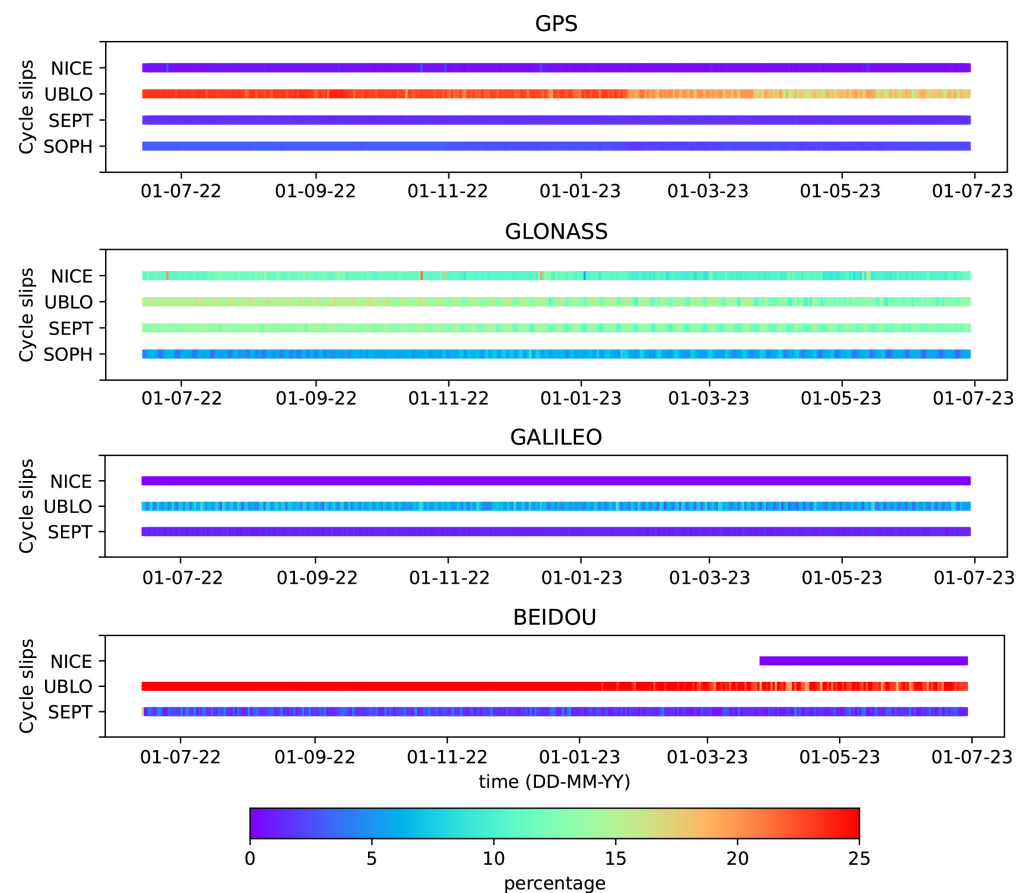 GPS
Cycle slips
NICE
UBLO
SEPT
SOPH
01-07-22 01-09-22 01-11-22 01-01-23 01-03-23 01-05-23 01-07-23
GLONASS
Cycle slips
NICE
UBLO
SEPT
SOPH
01-07-22 01-09-22 01-11-22 01-01-23 01-03-23 01-05-23 01-07-23
GALILEO
Cycle slips
NICE
UBLO
SEPT
01-07-22 01-09-22 01-11-22 01-01-23 01-03-23 01-05-23 01-07-23
BEIDOU
Cycle slips
NICE
UBLO
SEPT
01-07-22 01-09-22 01-11-22 01-01-23 01-03-23 01-05-23 01-07-23
time (DD-MM-YY)
0 5 10 15 20 25
percentage